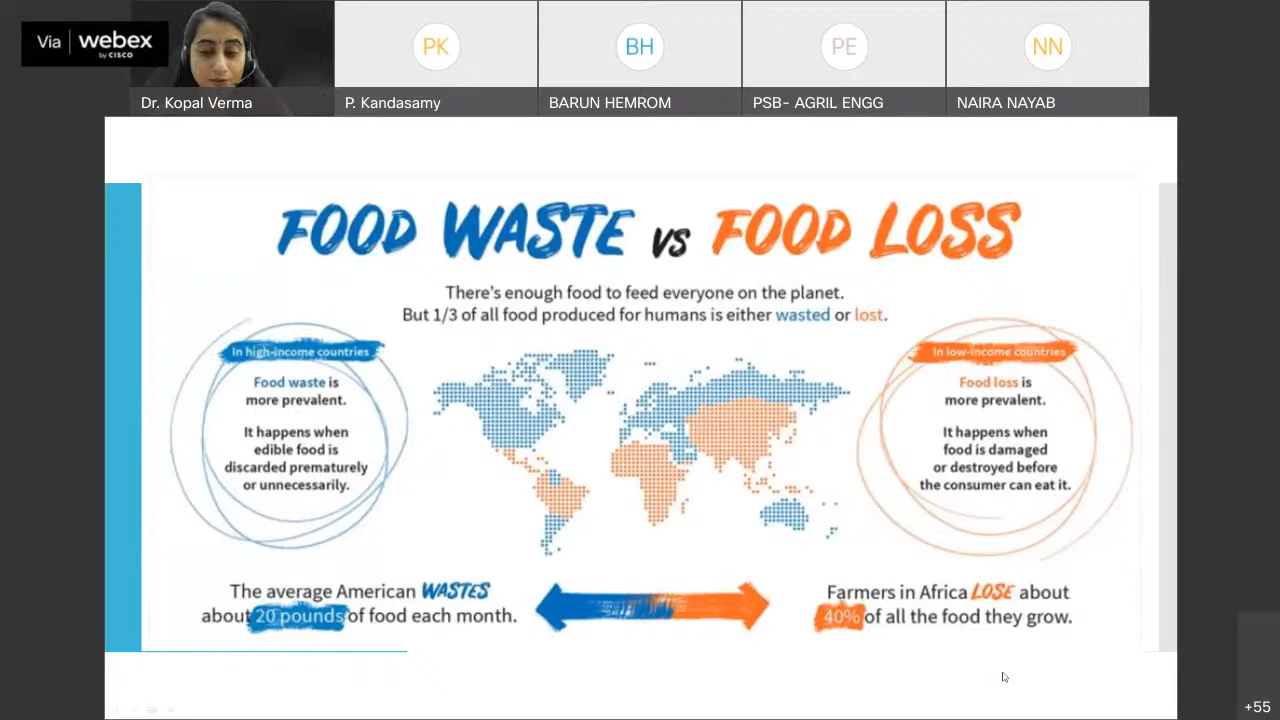 Via webex
by CISCO
PK
BH
PE
NN
Dr. Kopal Verma
P. Kandasamy
BARUN HEMROM
PSB- AGRIL ENGG
NAIRA NAYAB
FOOD WASTE VS FOOD LOSS
There's enough food to feed everyone on the planet.
But 1/3 of all food produced for humans is either wasted or lost.
In high-income countries
Food waste is
more prevalent.
It happens when
edible food is
discarded prematurely
or unnecessarily.
In low-income countries
Food loss is
more prevalent.
It happens when
food is damaged
or destroyed before
the consumer can eat it.
The average American WASTES
about 20 pounds of food each month.
Farmers in Africa LOSE about
40% of all the food they grow.
+55